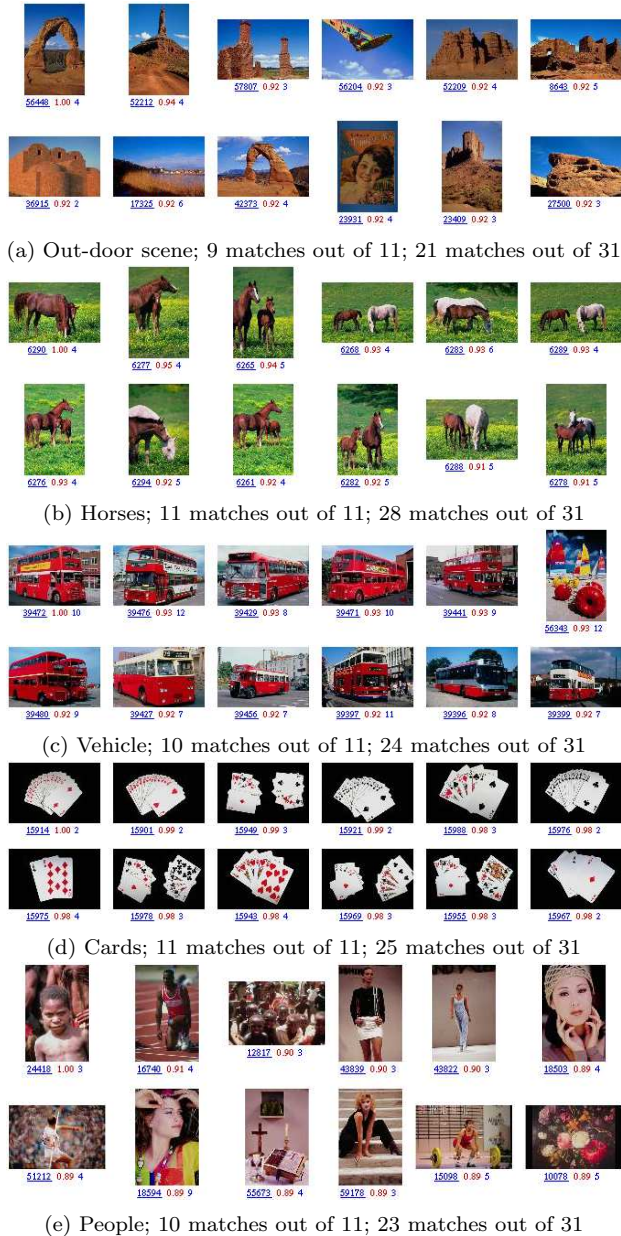 56448 1.00 4
52212 0.94 4
57807 0.92 3
56204 0.92 3
52209 0.92 4
8643 0.92 5
36915 0.92 2
17325 0.92 6
42373 0.92 4
23931 0.92 4
23409 0.92 3
27500 0.92 3
(a) Out-door scene; 9 matches out of 11; 21 matches out of 31
6290 1.00 4
6277 0.95 4
6265 0.94 5
6268 0.93 4
6283 0.93 6
6289 0.93 4
6276 0.93 4
6294 0.92 5
6261 0.92 4
6282 0.92 5
6288 0.91 5
6278 0.91 5
(b) Horses; 11 matches out of 11; 28 matches out of 31
39472 1.00 10
39476 0.93 12
39429 0.93 8
39471 0.93 10
39441 0.93 9
56343 0.93 12
39480 0.92 9
39427 0.92 7
39456 0.92 7
39397 0.92 11
39396 0.92 8
39399 0.92 7
(c) Vehicle; 10 matches out of 11; 24 matches out of 31
15914 1.00 2
15901 0.99 2
15949 0.99 3
15921 0.99 2
15988 0.98 3
15976 0.98 2
15975 0.98 4
15978 0.98 3
15943 0.98 4
15969 0.98 3
15955 0.98 3
15967 0.98 2
(d) Cards; 11 matches out of 11; 25 matches out of 31
24418 1.00 3
16740 0.91 4
12817 0.90 3
43839 0.90 3
43822 0.90 3
18503 0.89 4
51212 0.89 4
18594 0.89 9
55673 0.89 4
59178 0.89 3
15098 0.89 5
10078 0.89 5
(e) People; 10 matches out of 11; 23 matches out of 31